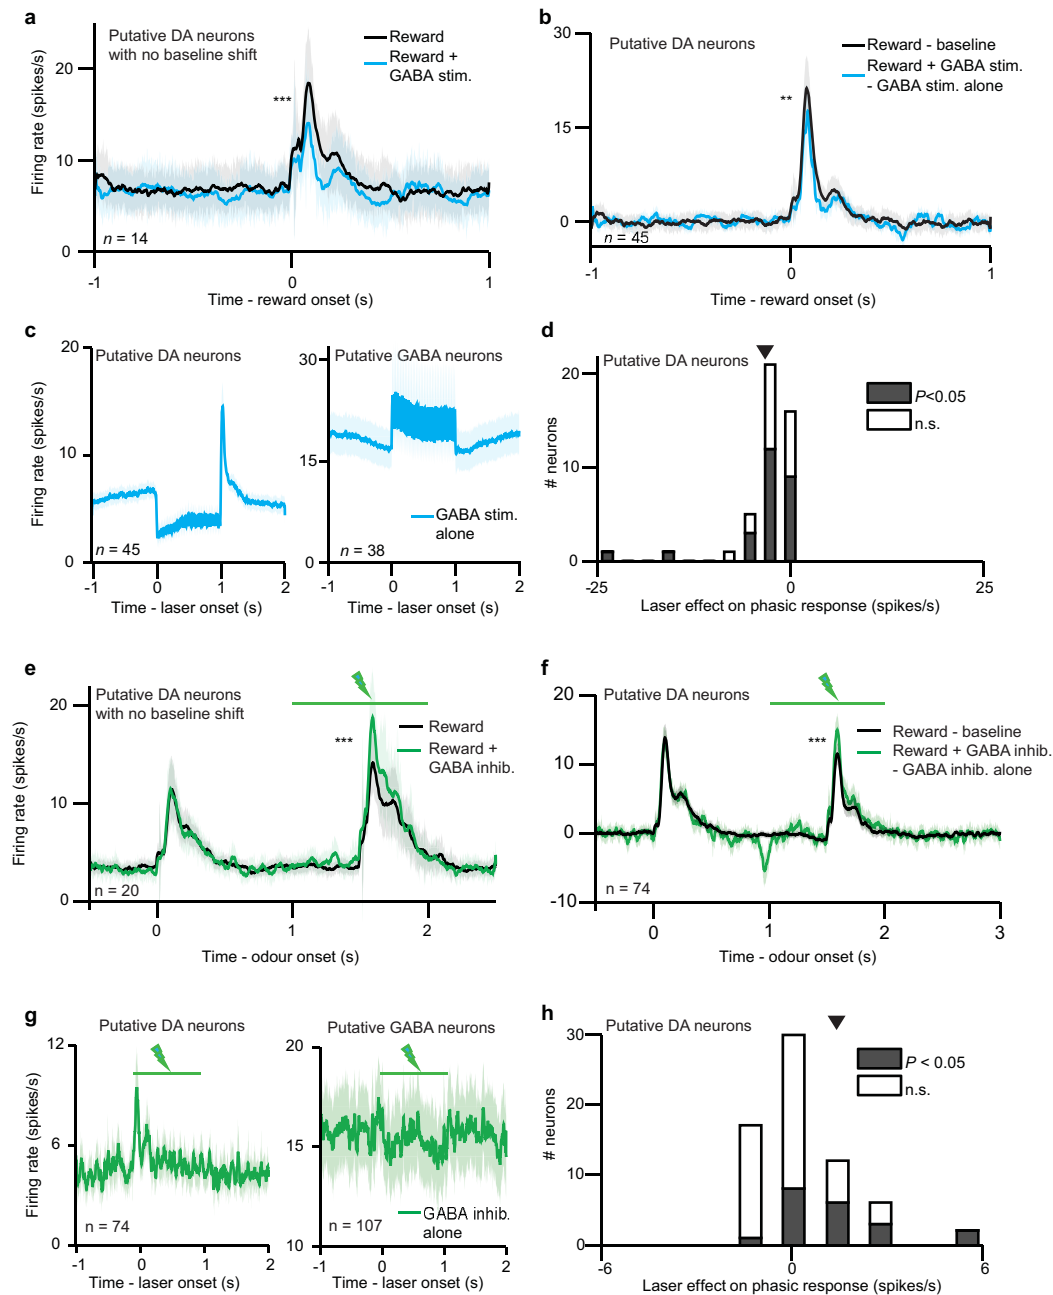 a
Putative DA neurons
with no baseline shift
Reward
Reward +
GABA stim.
***
Firing rate (spikes/s)
20
10
0
n = 14
-1
0
1
Time - reward onset (s)
b
Putative DA neurons
Reward - baseline
Reward + GABA stim.
- GABA stim. alone
**
30
15
0
n = 45
-1
0
1
Time - reward onset (s)
c
Putative DA neurons
Firing rate (spikes/s)
20
10
0
n = 45
-1
0
1
2
Time - laser onset (s)
Putative GABA neurons
30
15
0
GABA stim.
alone
n = 38
-1
0
1
2
Time - laser onset (s)
d
Putative DA neurons
P<0.05
n.s.
# neurons
20
10
0
-25
0
25
Laser effect on phasic response (spikes/s)
e
Putative DA neurons
with no baseline shift
Reward
Reward +
GABA inhib.
***
Firing rate (spikes/s)
20
10
0
n = 20
0
1
2
Time - odour onset (s)
f
Putative DA neurons
Reward - baseline
Reward + GABA inhib.
- GABA inhib. alone
***
20
10
0
-10
n = 74
0
1
2
3
Time - odour onset (s)
g
Putative DA neurons
Firing rate (spikes/s)
12
6
0
n = 74
-1
0
1
2
Time - laser onset (s)
Putative GABA neurons
20
15
10
GABA inhib.
alone
n = 107
-1
0
1
2
Time - laser onset (s)
h
Putative DA neurons
P < 0.05
n.s.
# neurons
30
20
10
0
-6
0
6
Laser effect on phasic response (spikes/s)